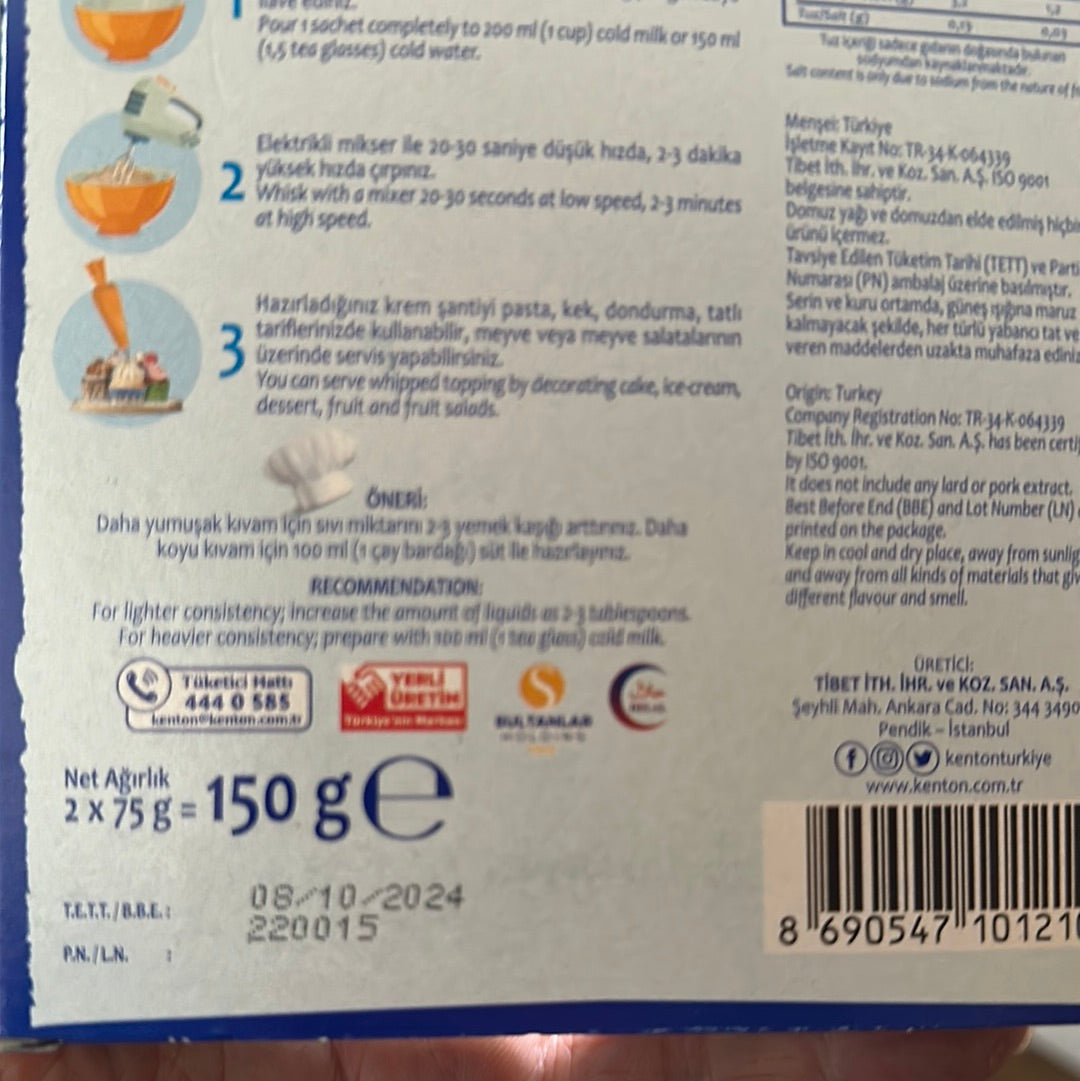 1
Pour 1 sachet completely to 200 ml (1 cup) cold milk or 150 ml
(1,5 tea glasses) cold water.
2
Elektrikli mikser ile 20-30 saniye düşük hızda, 2-3 dakika
yüksek hızda çırpınız.
Whisk with a mixer 20-30 seconds at low speed, 2-3 minutes
at high speed.
3
Hazırladığınız krem şantiyi pasta, kek, dondurma, tatlı
tariflerinizde kullanabilir, meyve veya meyve salatalarının
üzerinde servis yapabilirsiniz.
You can serve whipped topping by decorating cake, ice-cream,
dessert, fruit and fruit salads.
ÖNERİ:
Daha yumuşak kıvam için sıvı miktarını 2-3 yemek kaşığı arttırınız. Daha
koyu kıvam için 100 ml (1 çay bardağı) süt ile hazırlayınız.
RECOMMENDATION:
For lighter consistency; increase the amount of liquids as 2-3 tablespoons.
For heavier consistency; prepare with 100 ml (1 tea glass) cold milk.
Tüketici Hattı
444 0 585
kenton@kenton.com.tr
YERLİ
ÜRETİM
Türkiye'nin Markası
SULTANLAR
HOLDING
Net Ağırlık
2 x 75 g = 150 g e
T.E.T.T./B.B.E.: 08-10-2024
220015
P.N./L.N. :
Tuz/Salt (g) 0,13 0,03
Tuz içeriği sadece gıdanın doğasında bulunan
sodyumdan kaynaklanmaktadır.
Salt content is only due to sodium from the nature of
Menşei: Türkiye
İşletme Kayıt No: TR-34-K-064339
Tibet İth. İhr. ve Koz. San. A.Ş. ISO 9001
belgesine sahiptir.
Domuz yağı ve domuzdan elde edilmiş hiçbi
ürünü içermez.
Tavsiye Edilen Tüketim Tarihi (TETT) ve Parti
Numarası (PN) ambalaj üzerine basılmıştır.
Serin ve kuru ortamda, güneş ışığına maruz
kalmayacak şekilde, her türlü yabancı tat ve
veren maddelerden uzakta muhafaza ediniz
Origin: Turkey
Company Registration No: TR-34-K-064339
Tibet İth. İhr. ve Koz. San. A.Ş. has been certi
by ISO 9001.
It does not include any lard or pork extract.
Best Before End (BBE) and Lot Number (LN)
printed on the package.
Keep in cool and dry place, away from sunlig
and away from all kinds of materials that giv
different flavour and smell.
ÜRETİCİ:
TİBET İTH. İHR. ve KOZ. SAN. A.Ş.
Şeyhli Mah. Ankara Cad. No: 344 3490
Pendik - İstanbul
kentonturkiye
www.kenton.com.tr
8 690547 10121